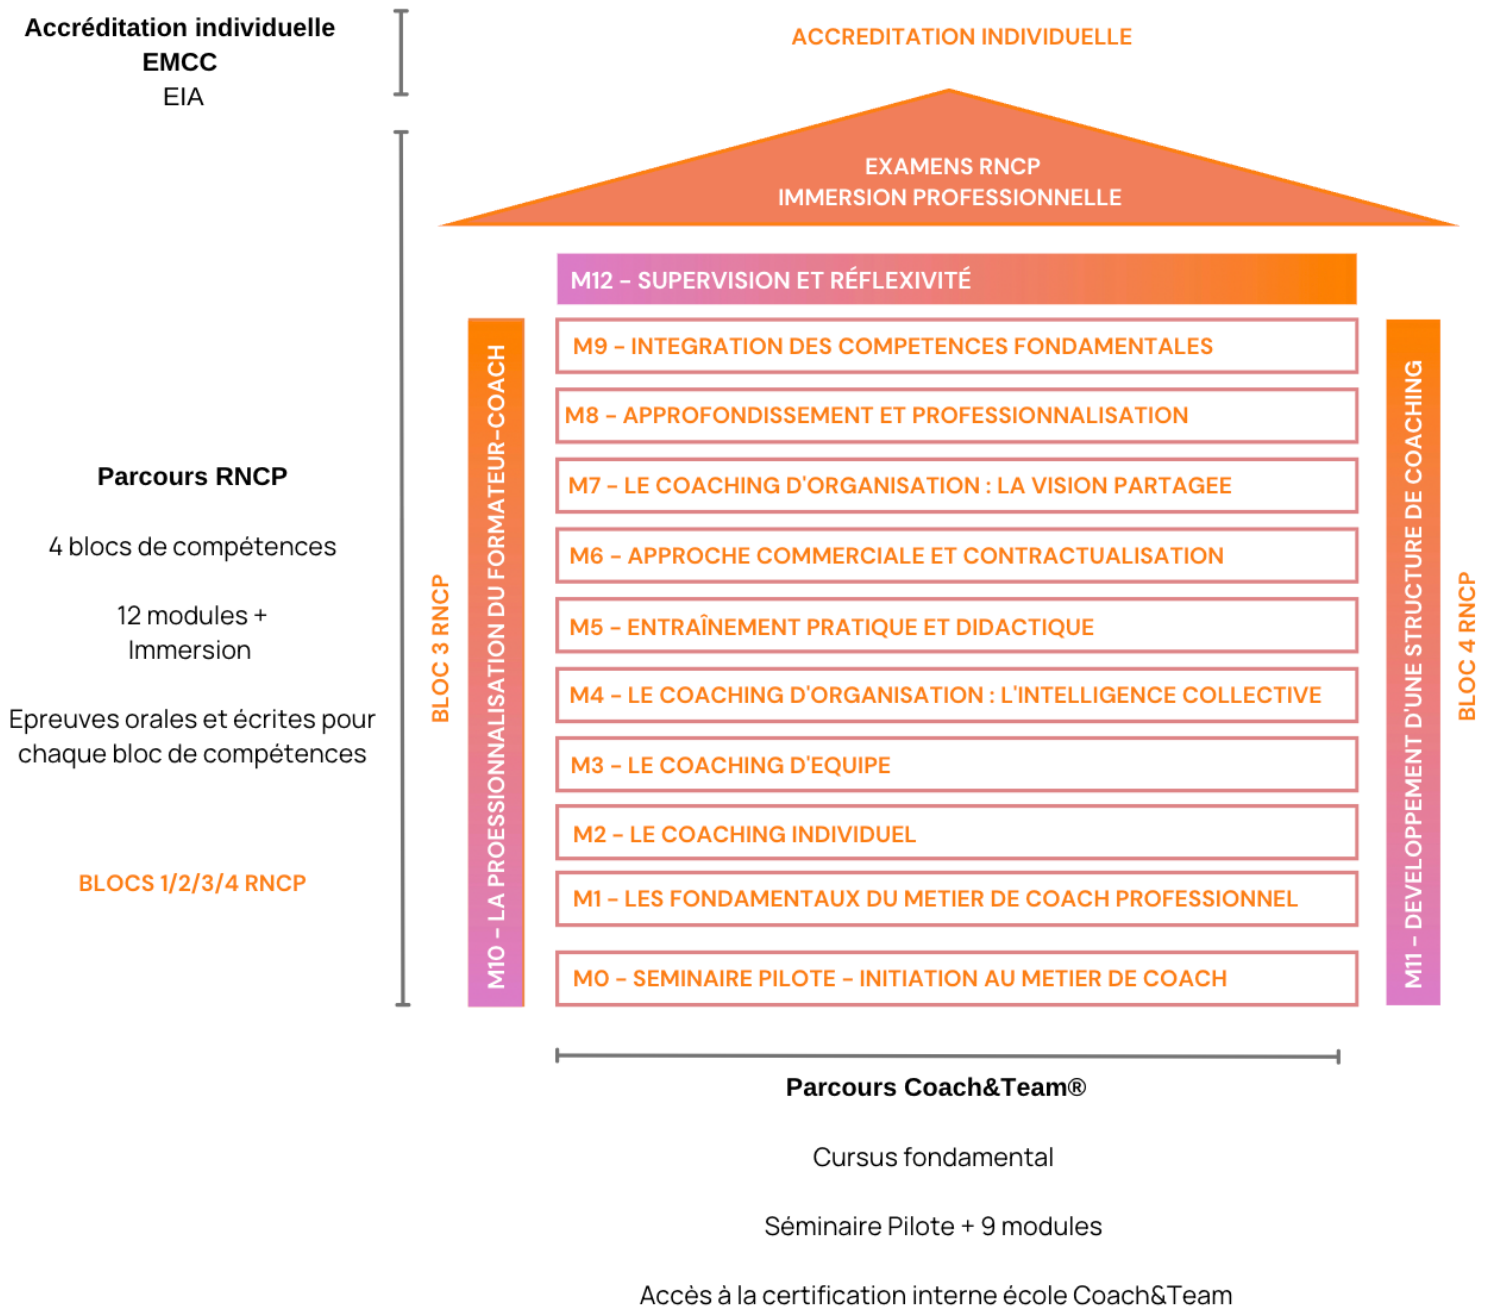 Accréditation individuelle
EMCC
EIA
ACCREDITATION INDIVIDUELLE
EXAMENS RNCP
IMMERSION PROFESSIONNELLE
M12 - SUPERVISION ET RÉFLEXIVITÉ
M9 - INTEGRATION DES COMPETENCES FONDAMENTALES
M8 - APPROFONDISSEMENT ET PROFESSIONNALISATION
M7 - LE COACHING D'ORGANISATION : LA VISION PARTAGEE
M6 - APPROCHE COMMERCIALE ET CONTRACTUALISATION
M5 - ENTRAÎNEMENT PRATIQUE ET DIDACTIQUE
M4 - LE COACHING D'ORGANISATION : L'INTELLIGENCE COLLECTIVE
M3 - LE COACHING D'EQUIPE
M2 - LE COACHING INDIVIDUEL
M1 - LES FONDAMENTAUX DU METIER DE COACH PROFESSIONNEL
M0 - SEMINAIRE PILOTE - INITIATION AU METIER DE COACH
BLOC 3 RNCP
M10 - LA PROESSIONNALISATION DU FORMATEUR-COACH
M11 - DEVELOPPEMENT D'UNE STRUCTURE DE COACHING
BLOC 4 RNCP
Parcours RNCP
4 blocs de compétences
12 modules +
Immersion
Epreuves orales et écrites pour
chaque bloc de compétences
BLOCS 1/2/3/4 RNCP
Parcours Coach&Team®
Cursus fondamental
Séminaire Pilote + 9 modules
Accès à la certification interne école Coach&Team